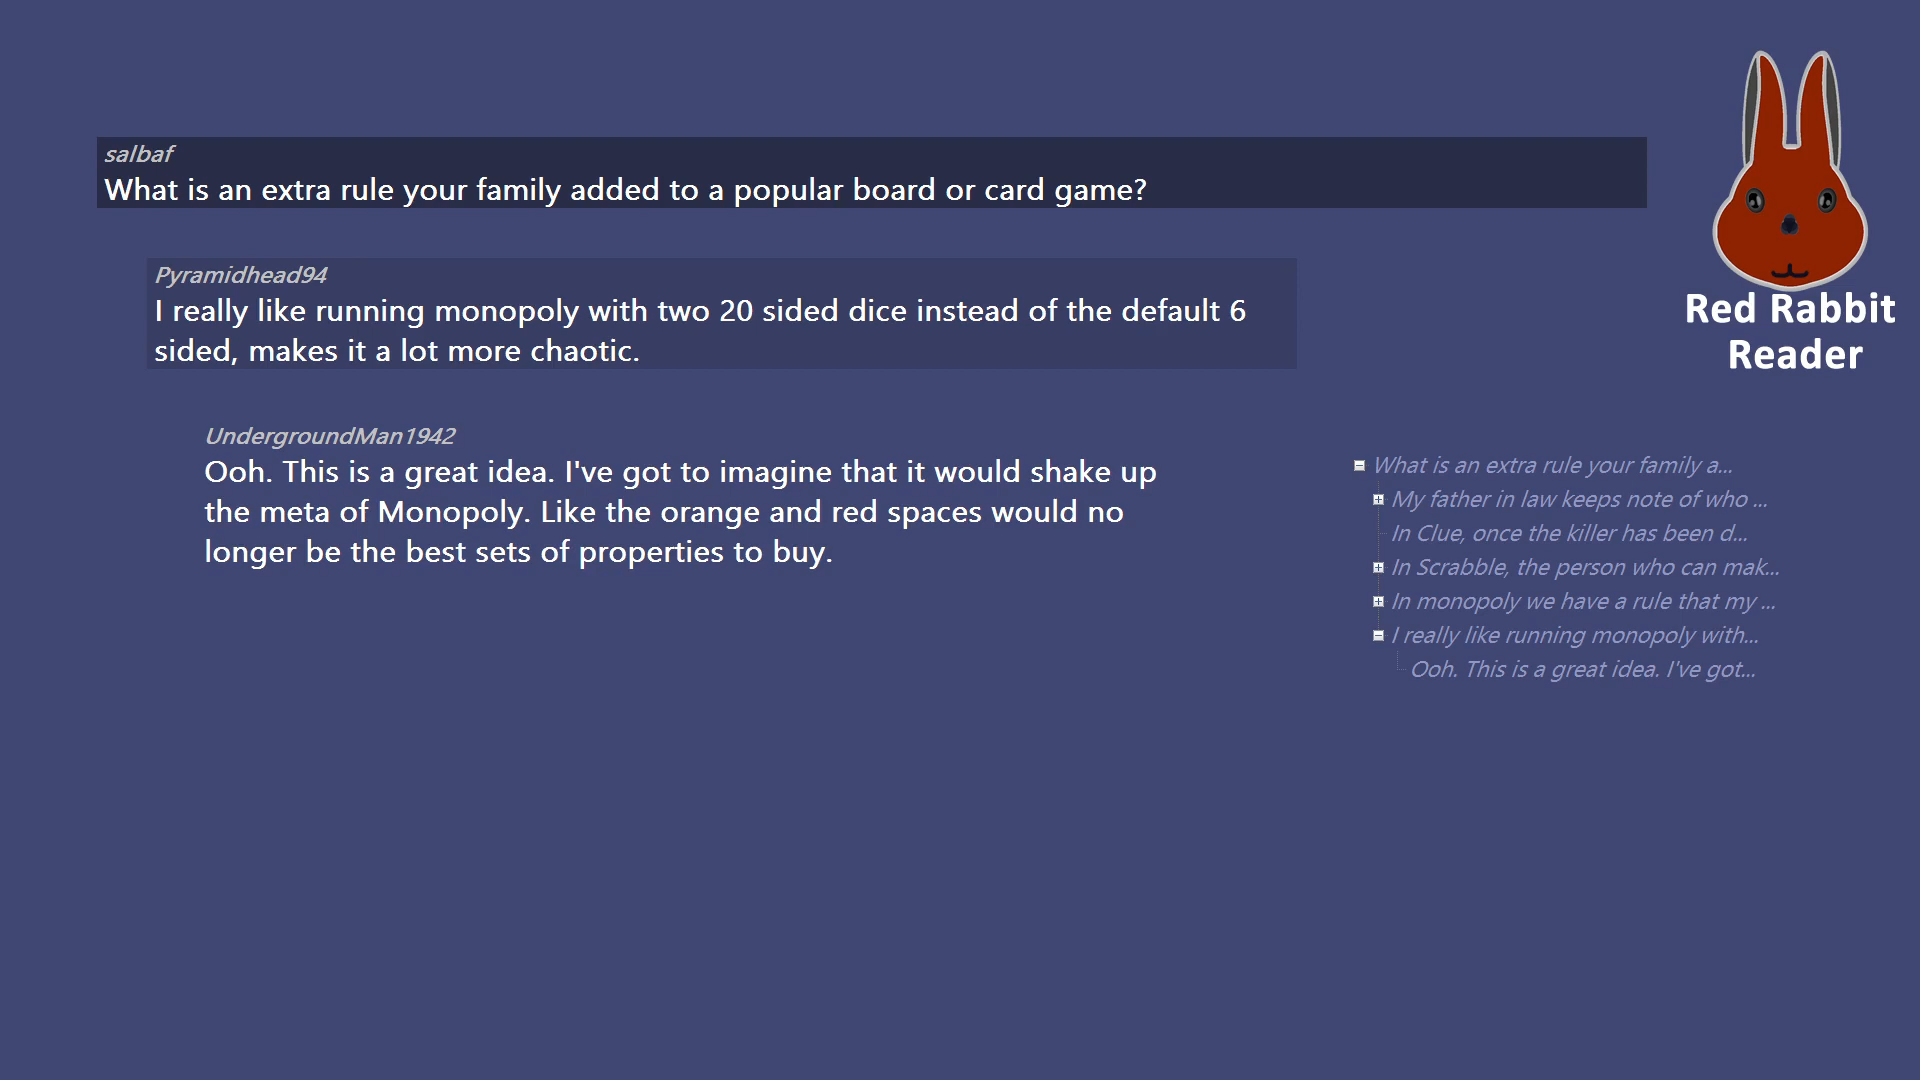 salbaf
What is an extra rule your family added to a popular board or card game?
Pyramidhead94
I really like running monopoly with two 20 sided dice instead of the default 6
sided, makes it a lot more chaotic.
UndergroundMan1942
Ooh. This is a great idea. I've got to imagine that it would shake up
the meta of Monopoly. Like the orange and red spaces would no
longer be the best sets of properties to buy.
Red Rabbit
Reader
What is an extra rule your family a...
My father in law keeps note of who ...
In Clue, once the killer has been d...
In Scrabble, the person who can mak...
In monopoly we have a rule that my ...
I really like running monopoly with...
Ooh. This is a great idea. I've got...